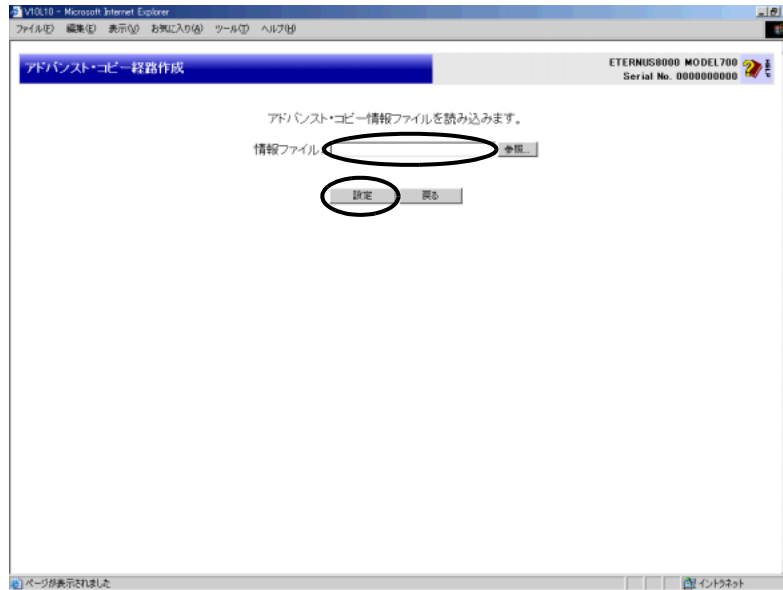 V10L10 - Microsoft Internet Explorer
ファイル(F) 編集(E) 表示(V) お気に入り(A) ツール(T) ヘルプ(H)
アドバンスト・コピー経路作成
ETERNUS8000 MODEL700
Serial No. 0000000000
HELP
アドバンスト・コピー情報ファイルを読み込みます。
情報ファイル:
参照...
設定 戻る
ページが表示されました
イントラネット